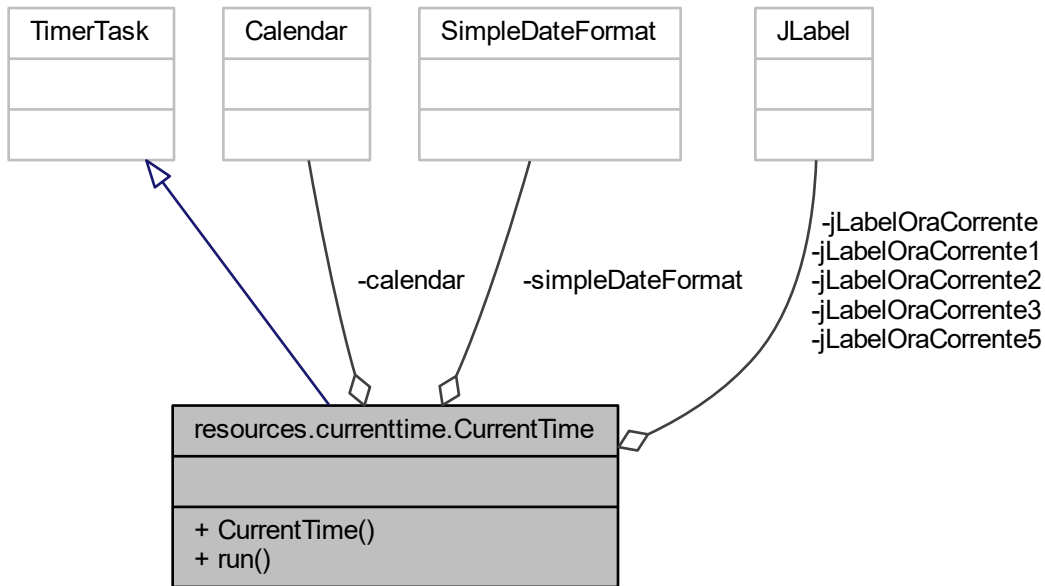 TimerTask
Calendar
SimpleDateFormat
JLabel
-calendar
-simpleDateFormat
-jLabelOraCorrente
-jLabelOraCorrente1
-jLabelOraCorrente2
-jLabelOraCorrente3
-jLabelOraCorrente5
resources.currenttime.CurrentTime
+ CurrentTime()
+ run()